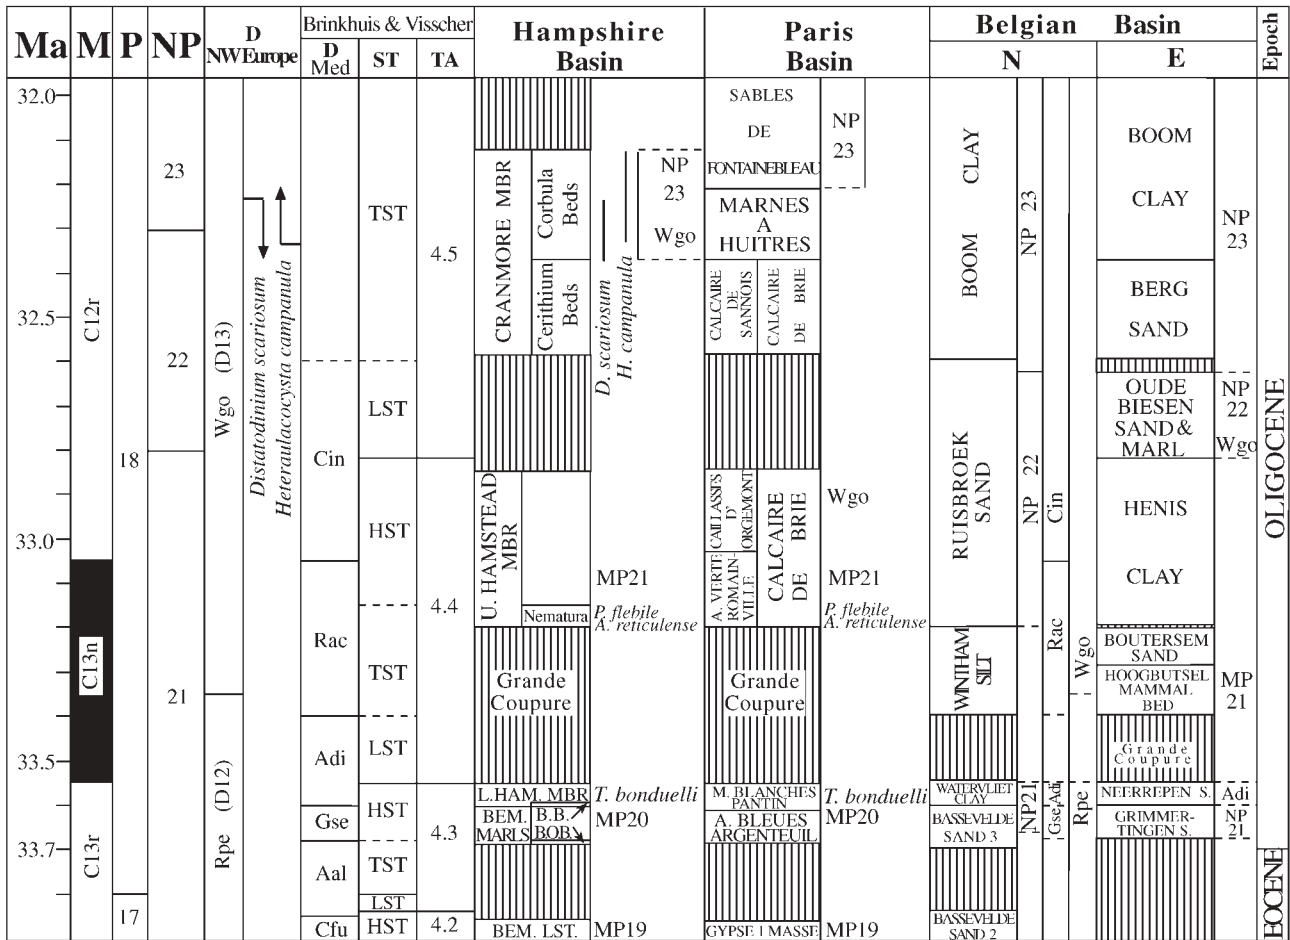 Ma
M
P
NP
D
NW Europe
Brinkhuis & Visscher
D
Med
ST
TA
Hampshire
Basin
Paris
Basin
Belgian Basin
N
E
Epoch
32.0
32.5
33.0
33.5
33.7
C12r
C13n
C13r
18
17
23
22
21
Wgo (D13)
Rpe (D12)
Distatodinium scariosum
Heteraulacocysta campanula
Cin
Rac
Adi
Gse
Aal
Cfu
TST
LST
HST
TST
LST
HST
TST
LST
HST
4.5
4.4
4.3
4.2
CRANMORE MBR
Corbula
Beds
Cerithium
Beds
D. scariosum
H. campanula
NP
23
Wgo
U. HAMSTEAD
MBR
Nematura
MP21
P. flebile
A. reticulense
Grande
Coupure
L.HAM. MBR
T. bonduelli
BEM.
MARLS
B.B.
BOB.
MP20
BEM. LST.
MP19
SABLES
DE
FONTAINEBLEAU
NP
23
MARNES
A
HUITRES
CALCAIRE
DE
SANNOIS
CALCAIRE
DE BRIE
CAILLASSES
D'
ORGEMONT
A. VERTE
ROMAIN-
VILLE
CALCAIRE
DE BRIE
Wgo
MP21
P. flebile
A. reticulense
Grande
Coupure
M. BLANCHES
PANTIN
T. bonduelli
A. BLEUES
ARGENTEUIL
MP20
GYPSE 1 MASSE
MP19
BOOM CLAY
RUISBROEK
SAND
WINTHAM
SILT
WATERVLIET
CLAY
BASSEVELDE
SAND 3
BASSEVELDE
SAND 2
NP 23
NP 22
NP21
Cin
Rac
Adi
Gse
Wgo
Rpe
BOOM
CLAY
BERG
SAND
OUDE
BIESEN
SAND &
MARL
HENIS
CLAY
BOUTERSEM
SAND
HOOGBUTSEL
MAMMAL
BED
Grande
Coupure
NEERREPEN S.
GRIMMER-
TINGEN S.
NP
23
NP
22
Wgo
MP
21
Adi
NP
21
OLIGOCENE
EOCENE